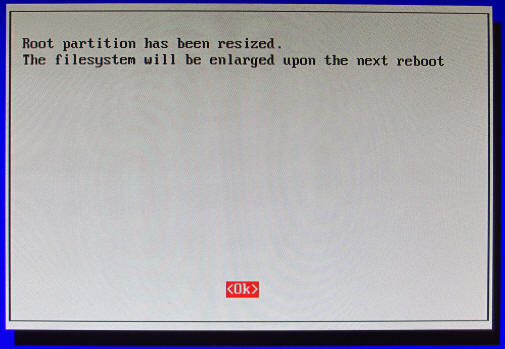 Root partition has been resized.
The filesystem will be enlarged upon the next reboot
<Ok>